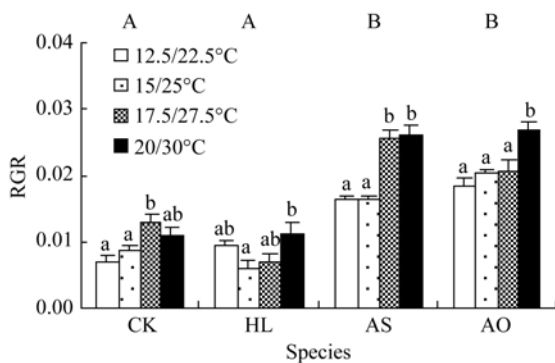 A A B B
0.04
12.5/22.5°C
15/25°C
17.5/27.5°C
20/30°C
0.03
0.02
0.01
0.00
RGR
a a b ab
ab a ab b
a a b b
a a a b
CK HL AS AO
Species